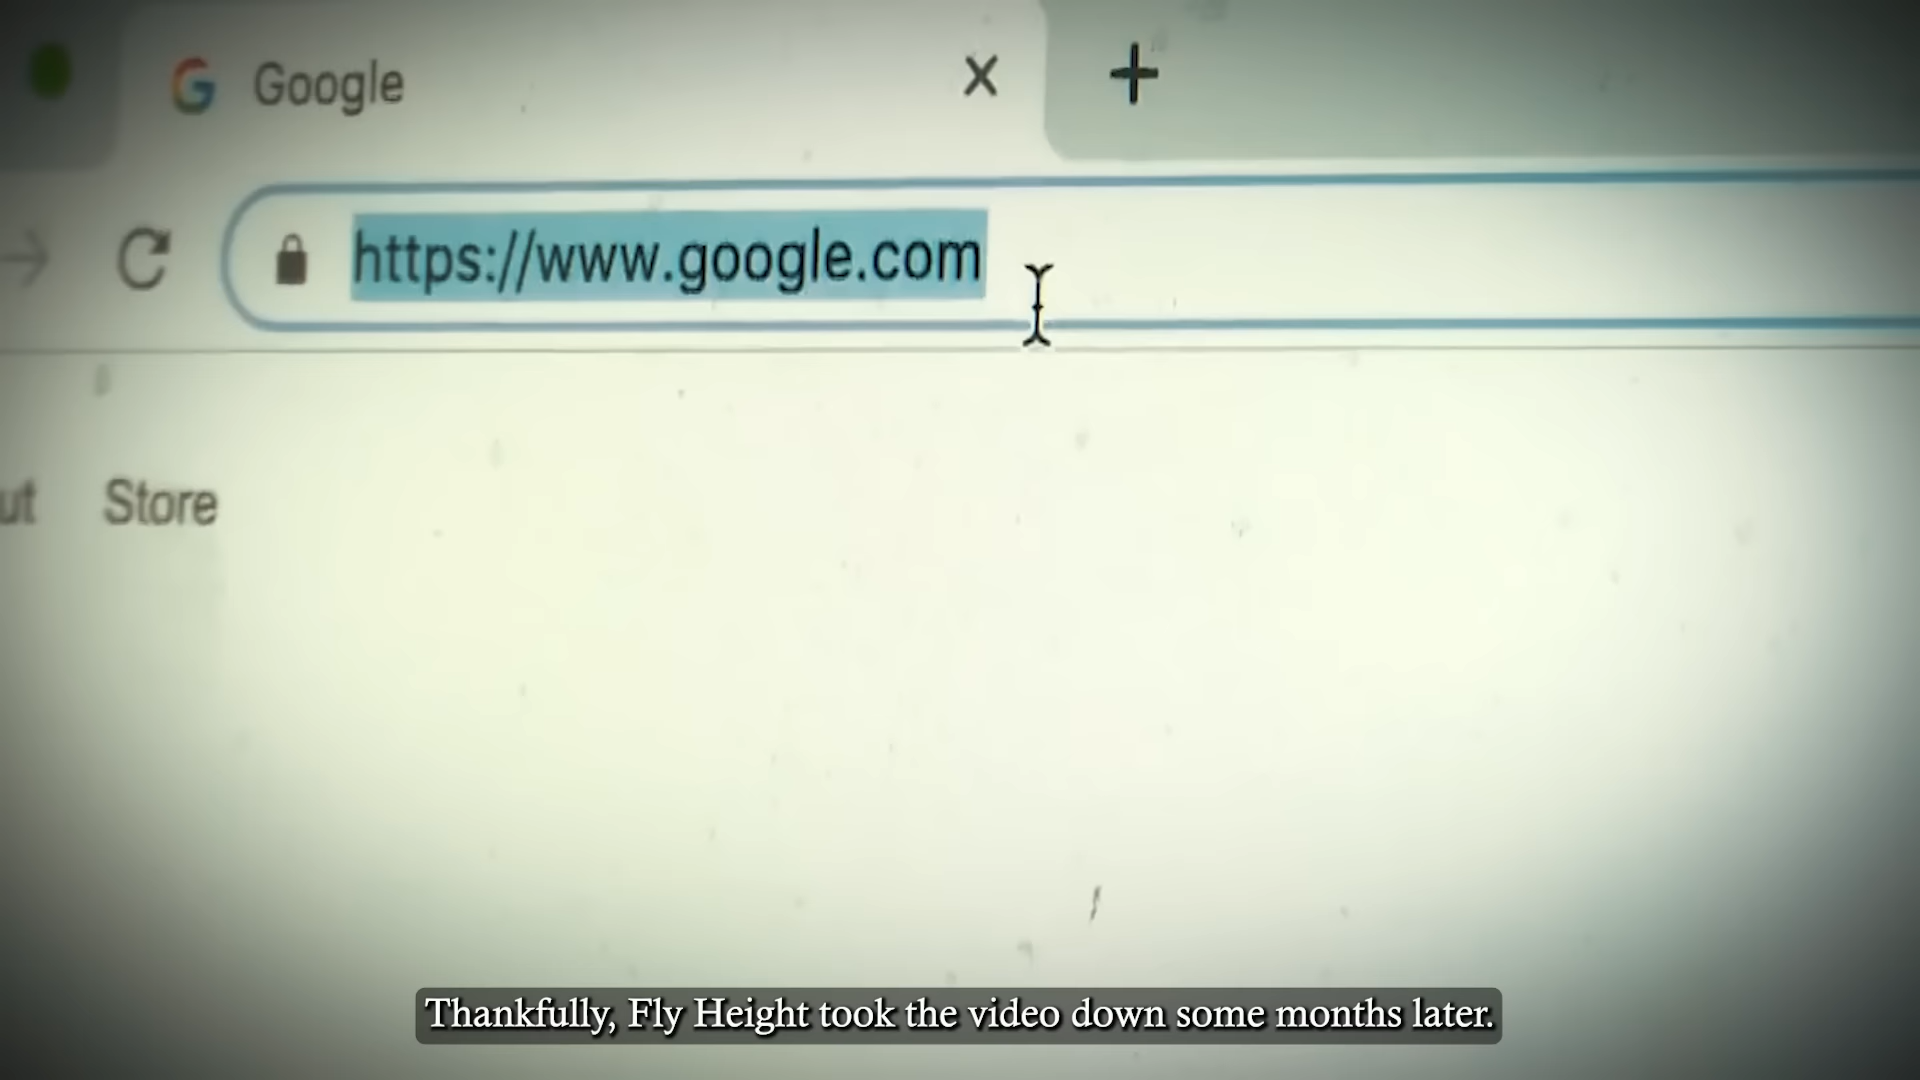 Google
https://www.google.com
ut Store
Thankfully, Fly Height took the video down some months later.